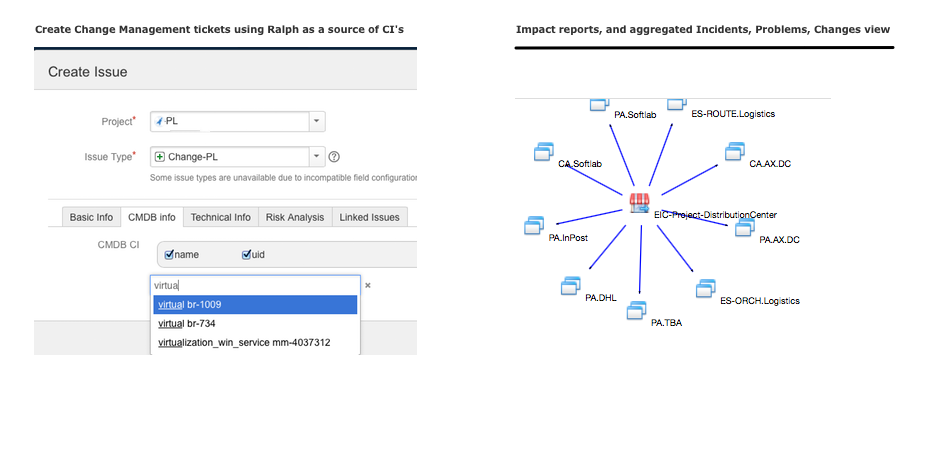 Create Change Management tickets using Ralph as a source of CI's
Create Issue
Project*
PL
Issue Type*
Change-PL
Some issue types are unavailable due to incompatible field configuration
Basic Info
CMDB info
Technical Info
Risk Analysis
Linked Issues
CMDB CI
name
uid
virtua
virtual br-1009
virtual br-734
virtualization_win_service mm-4037312
Impact reports, and aggregated Incidents, Problems, Changes view
PA.Softlab
ES-ROUTE.Logistics
CA.Softlab
CA.AX.DC
EIC-Project-DistributionCenter
PA.InPost
PA.AX.DC
PA.DHL
ES-ORCH.Logistics
PA.TBA